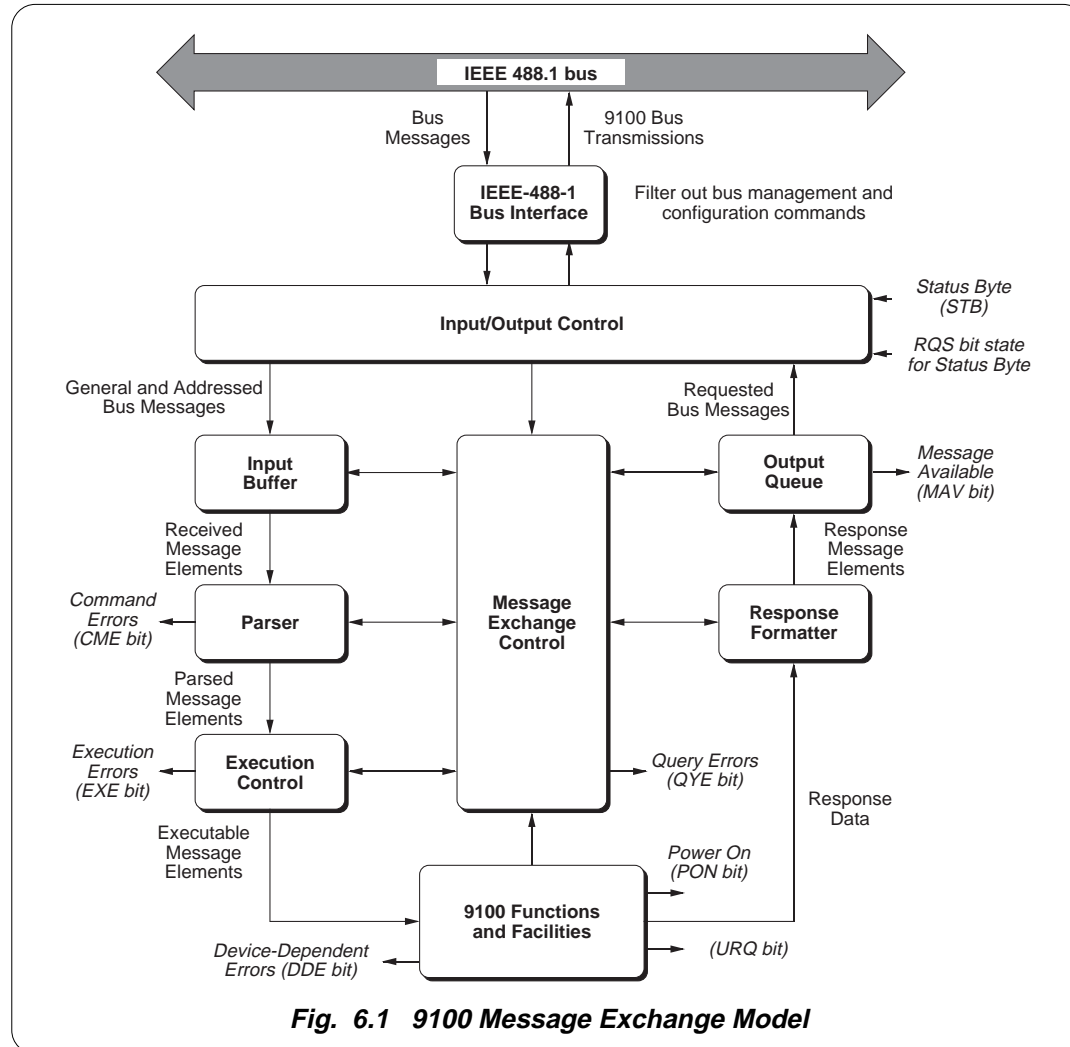 IEEE 488.1 bus
Bus
Messages
9100 Bus
Transmissions
IEEE-488-1
Bus Interface
Filter out bus management and
configuration commands
Input/Output Control
Status Byte
(STB)
RQS bit state
for Status Byte
General and Addressed
Bus Messages
Requested
Bus Messages
Input
Buffer
Output
Queue
Message
Available
(MAV bit)
Received
Message
Elements
Response
Message
Elements
Command
Errors
(CME bit)
Parser
Message
Exchange
Control
Response
Formatter
Parsed
Message
Elements
Execution
Errors
(EXE bit)
Execution
Control
Query Errors
(QYE bit)
Response
Data
Executable
Message
Elements
Power On
(PON bit)
9100 Functions
and Facilities
(URQ bit)
Device-Dependent
Errors (DDE bit)
Fig. 6.1 9100 Message Exchange Model